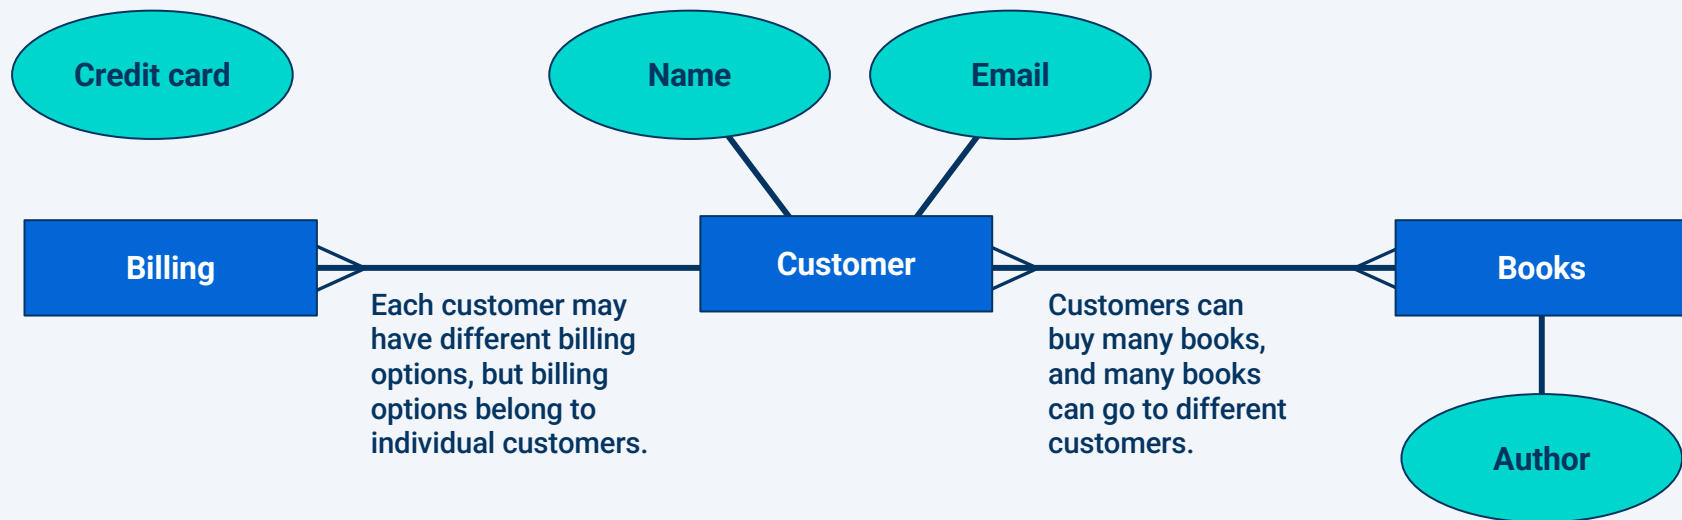 Credit card
Name
Email
Billing
Customer
Books
Each customer may
have different billing
options, but billing
options belong to
individual customers.
Customers can
buy many books,
and many books
can go to different
customers.
Author